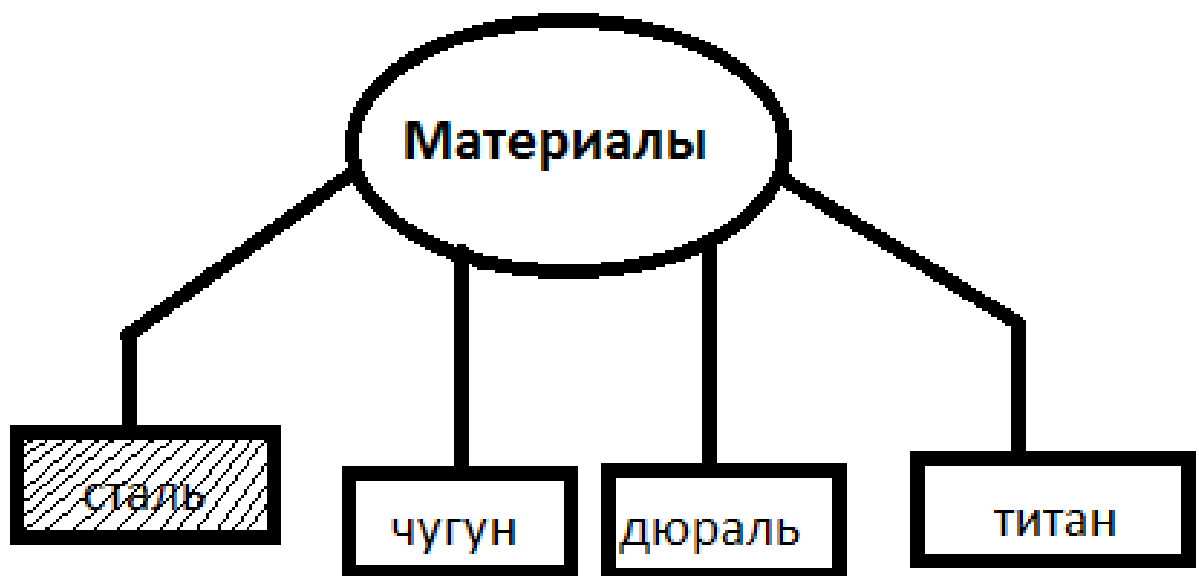 Материалы
сталь
чугун
дюраль
титан